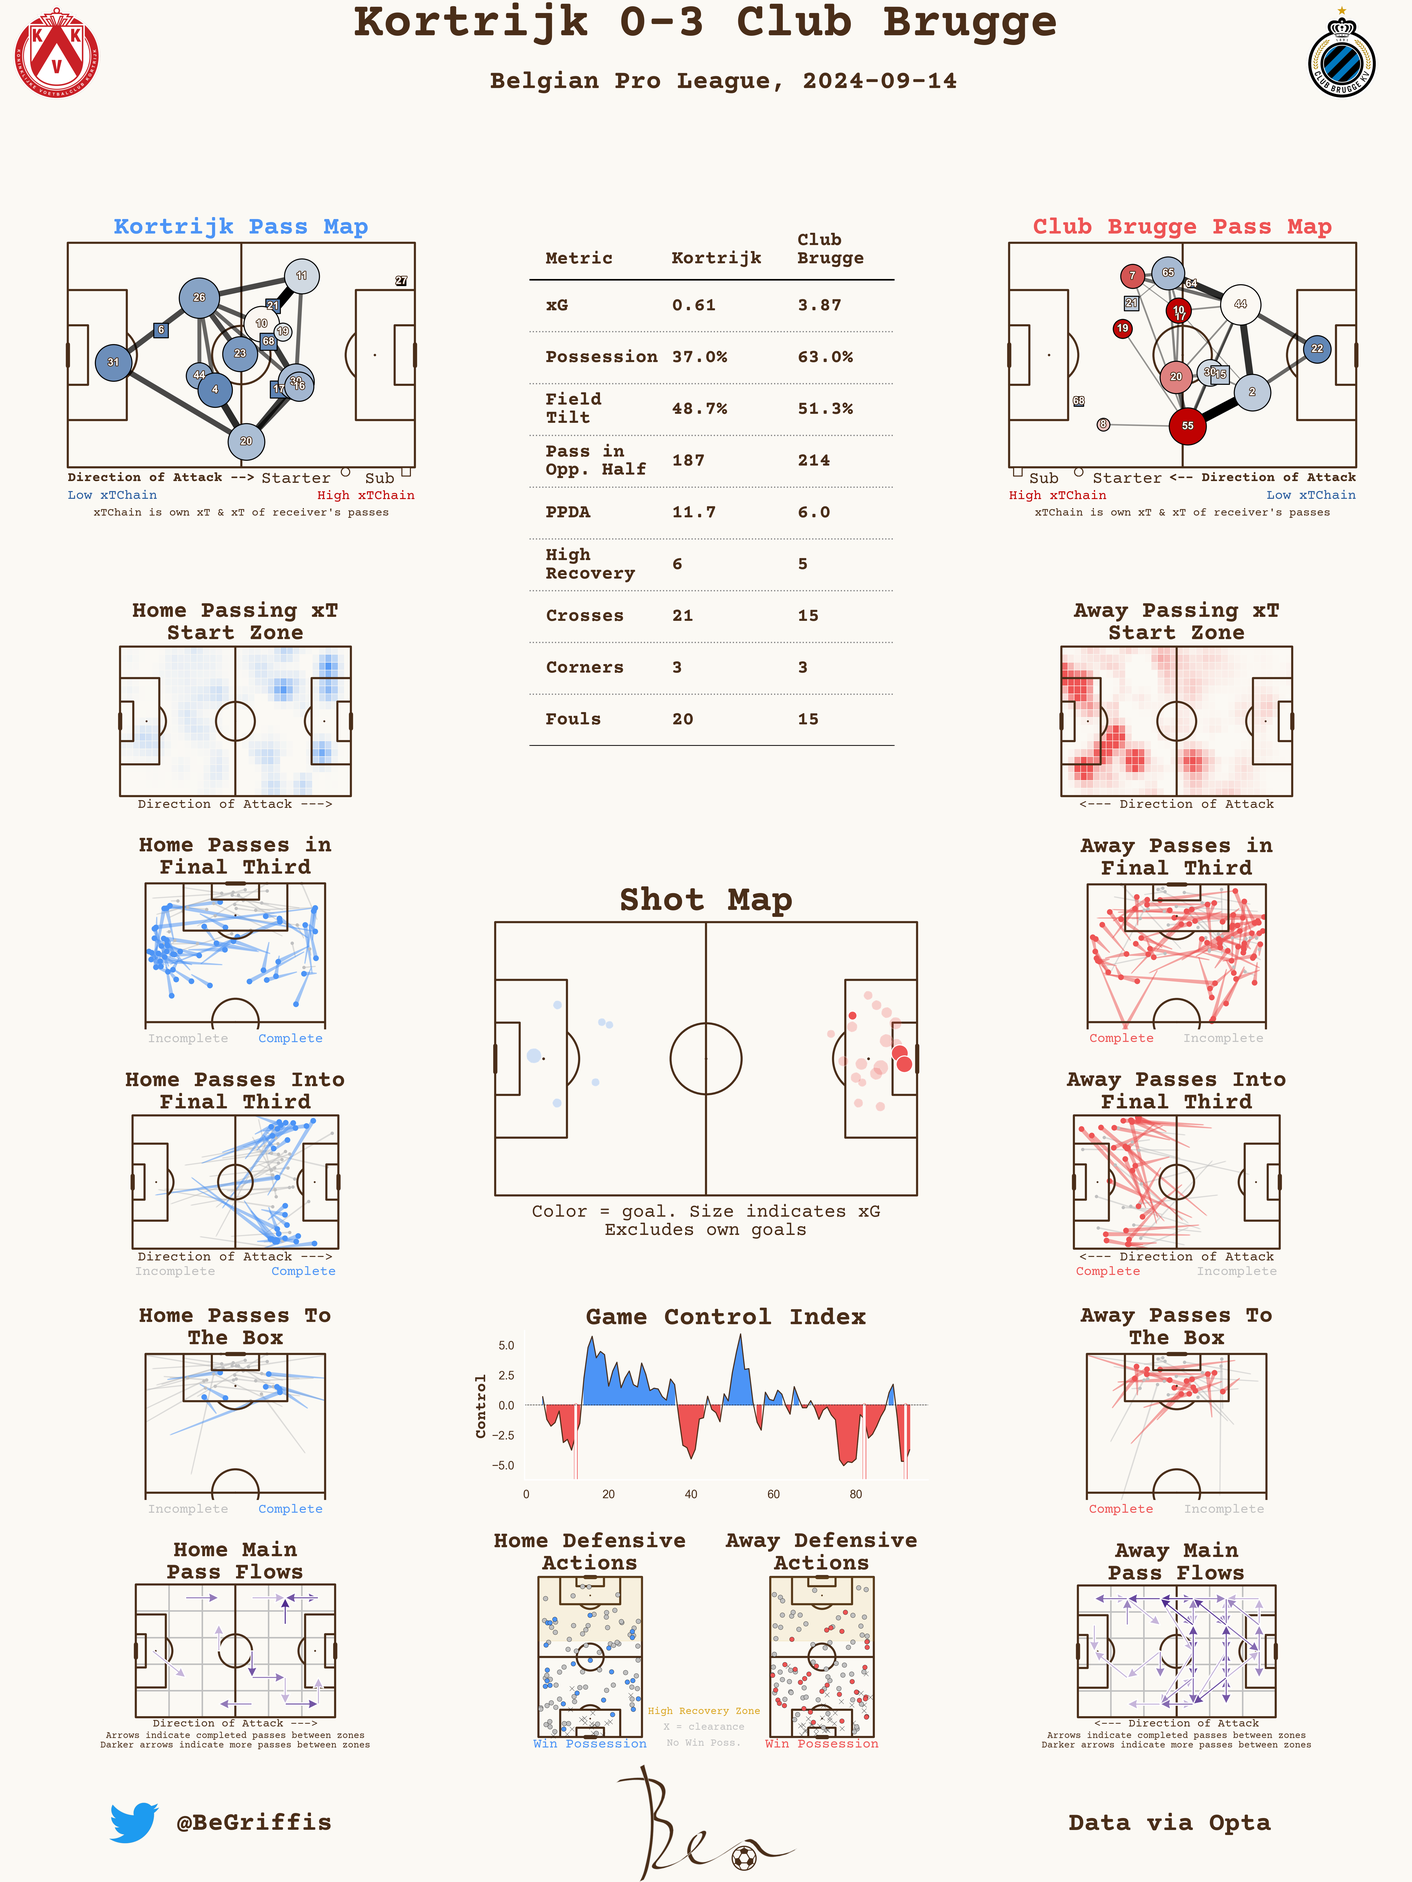 Kortrijk 0-3 Club Brugge
Belgian Pro League, 2024-09-14
K K
V
CLUB BRUGGE KV
Kortrijk Pass Map
11
27
26
21
10
19
6
68
23
31
44
4
17
16
20
Direction of Attack --> Starter Sub
Low xTChain High xTChain
xTChain is own xT & xT of receiver's passes
Metric Kortrijk Club Brugge
xG 0.61 3.87
Possession 37.0% 63.0%
Field Tilt 48.7% 51.3%
Pass in Opp. Half 187 214
PPDA 11.7 6.0
High Recovery 6 5
Crosses 21 15
Corners 3 3
Fouls 20 15
Club Brugge Pass Map
7
65
64
21
10
17
44
19
22
20
30
15
2
68
8
55
Sub Starter <-- Direction of Attack
High xTChain Low xTChain
xTChain is own xT & xT of receiver's passes
Home Passing xT
Start Zone
Direction of Attack --->
Away Passing xT
Start Zone
<--- Direction of Attack
Home Passes in
Final Third
Incomplete Complete
Away Passes in
Final Third
Complete Incomplete
Shot Map
Color = goal. Size indicates xG
Excludes own goals
Home Passes Into
Final Third
Direction of Attack --->
Incomplete Complete
Away Passes Into
Final Third
<--- Direction of Attack
Complete Incomplete
Home Passes To
The Box
Incomplete Complete
Game Control Index
Control
5.0
2.5
0.0
−2.5
−5.0
0 20 40 60 80
Away Passes To
The Box
Complete Incomplete
Home Main
Pass Flows
Direction of Attack --->
Arrows indicate completed passes between zones
Darker arrows indicate more passes between zones
Home Defensive
Actions
Win Possession
High Recovery Zone
X = clearance
No Win Poss.
Away Defensive
Actions
Win Possession
Away Main
Pass Flows
<--- Direction of Attack
Arrows indicate completed passes between zones
Darker arrows indicate more passes between zones
@BeGriffis
Ben
Data via Opta